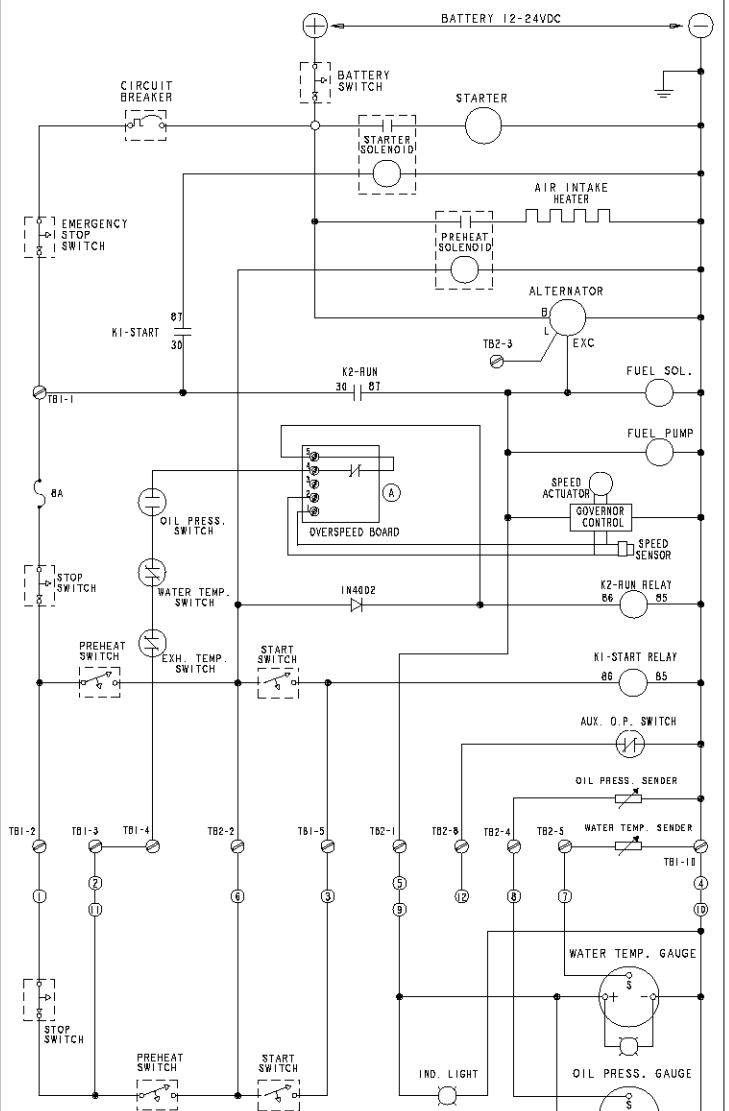 BATTERY 12-24VDC
BATTERY
SWITCH
CIRCUIT
BREAKER
STARTER
STARTER
SOLENOID
AIR INTAKE
HEATER
EMERGENCY
STOP
SWITCH
PREHEAT
SOLENOID
ALTERNATOR
B
L
EXC
87
K1-START
30
TB2-3
K2-RUN
30 87
FUEL SOL.
TB1-1
FUEL PUMP
5
4
3
2
1
A
8A
OIL PRESS.
SWITCH
OVERSPEED BOARD
SPEED
ACTUATOR
GOVERNOR
CONTROL
SPEED
SENSOR
STOP
SWITCH
WATER TEMP.
SWITCH
1N4002
K2-RUN RELAY
86 85
PREHEAT
SWITCH
EXH. TEMP.
SWITCH
START
SWITCH
K1-START RELAY
86 85
AUX. O.P. SWITCH
OIL PRESS. SENDER
TB1-2 TB1-3 TB1-4 TB2-2 TB1-5 TB2-1 TB2-8 TB2-4 TB2-5 WATER TEMP. SENDER
TB1-10
2 5 4
1 6 3 12 8 7
11 9 10
WATER TEMP. GAUGE
S
+ -
STOP
SWITCH
PREHEAT
SWITCH
START
SWITCH
IND. LIGHT
OIL PRESS. GAUGE
S